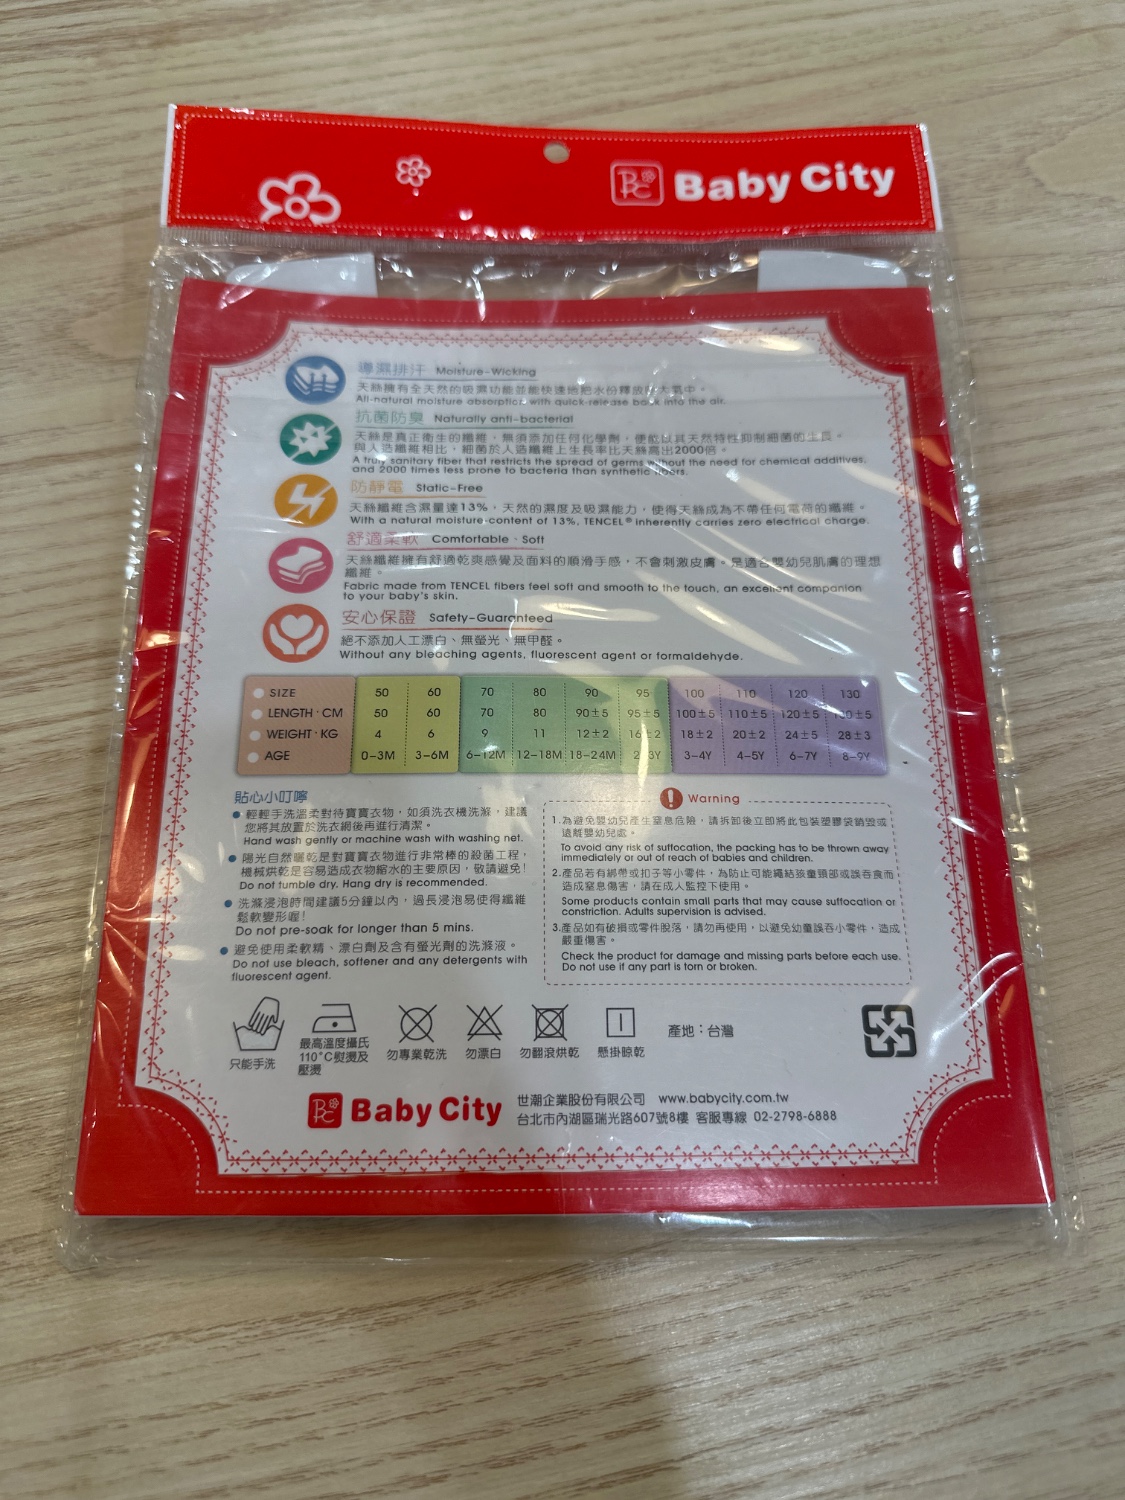 Baby City
導濕排汗 Moisture-Wicking
天絲擁有全天然的吸濕功能並能快速地把水份釋放於大氣中。
All-natural moisture absorption with quick-release back into the air.
抗菌防臭 Naturally anti-bacterial
天絲是真正衛生的纖維，無須添加任何化學劑，便能以其天然特性抑制細菌的生長。
與人造纖維相比，細菌於人造纖維上生長率比天絲高出2000倍。
A truly sanitary fiber that restricts the spread of germs without the need for chemical additives,
and 2000 times less prone to bacteria than synthetic fibers.
防靜電 Static-Free
天絲纖維含濕量達13%，天然的濕度及吸濕能力，使得天絲成為不帶任何電荷的纖維。
With a natural moisture content of 13%, TENCEL® inherently carries zero electrical charge.
舒適柔軟 Comfortable、Soft
天絲纖維擁有舒適乾爽感覺及面料的順滑手感，不會刺激皮膚。是適合嬰幼兒肌膚的理想
纖維。
Fabric made from TENCEL fibers feel soft and smooth to the touch, an excellent companion
to your baby's skin.
安心保證 Safety-Guaranteed
絕不添加人工漂白、無螢光、無甲醛。
Without any bleaching agents, fluorescent agent or formaldehyde.
SIZE 50 60 70 80 90 95 100 110 120 130
LENGTH·CM 50 60 70 80 90±5 95±5 100±5 110±5 120±5 130±5
WEIGHT·KG 4 6 9 11 12±2 16±2 18±2 20±2 24±5 28±3
AGE 0-3M 3-6M 6-12M 12-18M 18-24M 2-3Y 3-4Y 4-5Y 6-7Y 8-9Y
貼心小叮嚀
輕輕手洗溫柔對待寶寶衣物，如須洗衣機洗滌，建議
您將其放置於洗衣網後再進行清潔。
Hand wash gently or machine wash with washing net.
陽光自然曬乾是對寶寶衣物進行非常棒的殺菌工程，
機械烘乾是容易造成衣物縮水的主要原因，敬請避免！
Do not tumble dry. Hang dry is recommended.
洗滌浸泡時間建議5分鐘以內，過長浸泡易使得纖維
鬆軟變形喔！
Do not pre-soak for longer than 5 mins.
避免使用柔軟精、漂白劑及含有螢光劑的洗滌液。
Do not use bleach, softener and any detergents with
fluorescent agent.
Warning
1.為避免嬰幼兒產生窒息危險，請拆卸後立即將此包裝塑膠袋銷毀或
遠離嬰幼兒處。
To avoid any risk of suffocation, the packing has to be thrown away
immediately or out of reach of babies and children.
2.產品若有綁帶或扣子等小零件，為防止可能繩結孩童頸部或誤吞食而
造成窒息傷害，請在成人監控下使用。
Some products contain small parts that may cause suffocation or
constriction. Adults supervision is advised.
3.產品如有破損或零件脫落，請勿再使用，以避免幼童誤吞小零件，造成
嚴重傷害。
Check the product for damage and missing parts before each use.
Do not use if any part is torn or broken.
只能手洗
最高溫度攝氏
110°C熨燙及
壓燙
勿專業乾洗
勿漂白
勿翻滾烘乾
懸掛晾乾
產地：台灣
Baby City
世潮企業股份有限公司 www.babycity.com.tw
台北市內湖區瑞光路607號8樓 客服專線 02-2798-6888